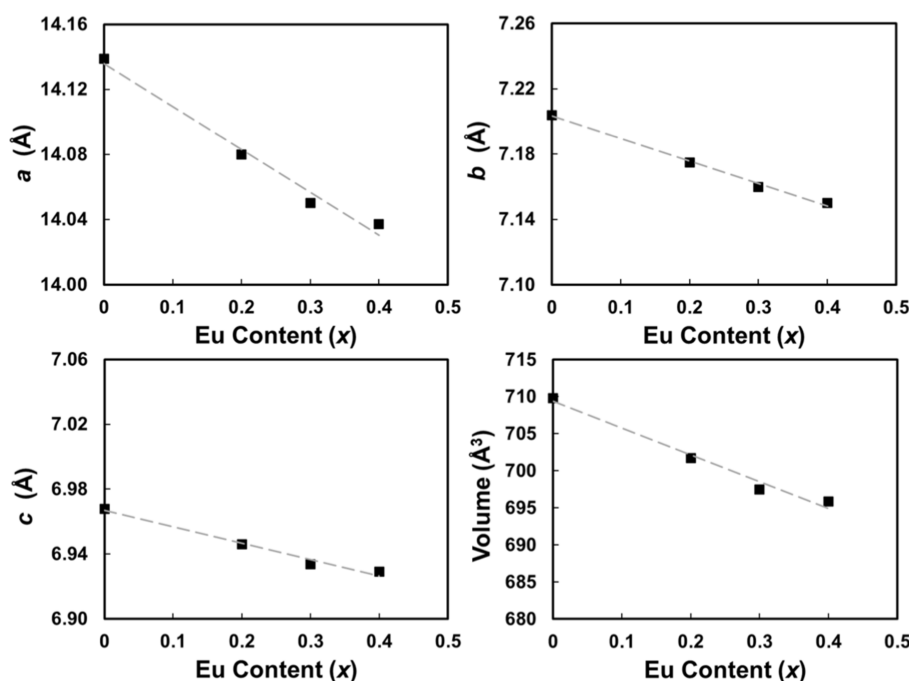 14.16
14.12
14.08
14.04
14.00
a (Å)
0 0.1 0.2 0.3 0.4 0.5
Eu Content (x)
7.26
7.22
7.18
7.14
7.10
b (Å)
0 0.1 0.2 0.3 0.4 0.5
Eu Content (x)
7.06
7.02
6.98
6.94
6.90
c (Å)
0 0.1 0.2 0.3 0.4 0.5
Eu Content (x)
715
710
705
700
695
690
685
680
Volume (Å³)
0 0.1 0.2 0.3 0.4 0.5
Eu Content (x)